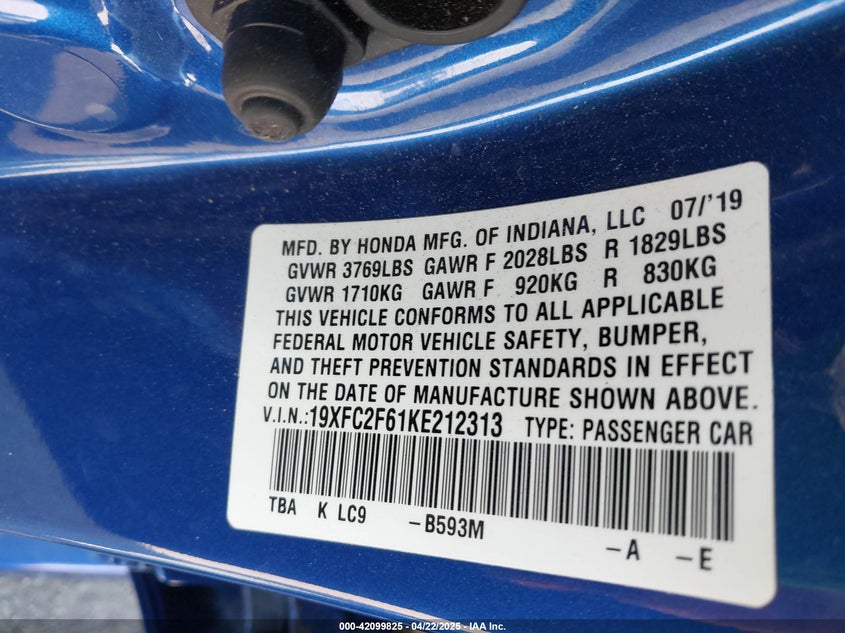 MFD. BY HONDA MFG. OF INDIANA, LLC 07/'19
GVWR 3769LBS GAWR F 2028LBS R 1829LBS
GVWR 1710KG GAWR F 920KG R 830KG
THIS VEHICLE CONFORMS TO ALL APPLICABLE
FEDERAL MOTOR VEHICLE SAFETY, BUMPER,
AND THEFT PREVENTION STANDARDS IN EFFECT
ON THE DATE OF MANUFACTURE SHOWN ABOVE.
V.I.N.:19XFC2F61KE212313 TYPE: PASSENGER CAR
TBA K LC9 -B593M -A -E
000-42099825 - 04/22/2025 - IAA Inc.